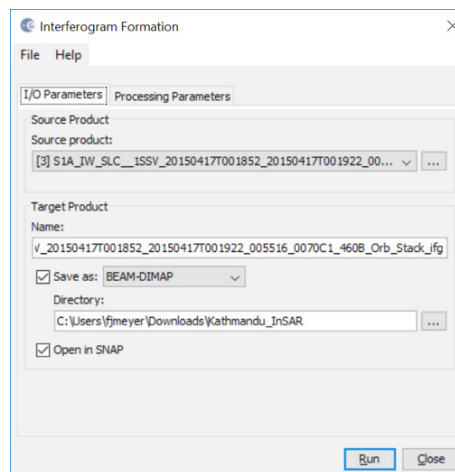 Interferogram Formation
File Help
I/O Parameters Processing Parameters
Source Product
Source product:
[3] S1A_IW_SLC__1SSV_20150417T001852_20150417T001922_00... ...
Target Product
Name:
_20150417T001852_20150417T001922_005516_0070C1_460B_Orb_Stack_ifg
Save as: BEAM-DIMAP
Directory:
C:\Users\fjmeyer\Downloads\Kathmandu_InSAR ...
Open in SNAP
Run Close